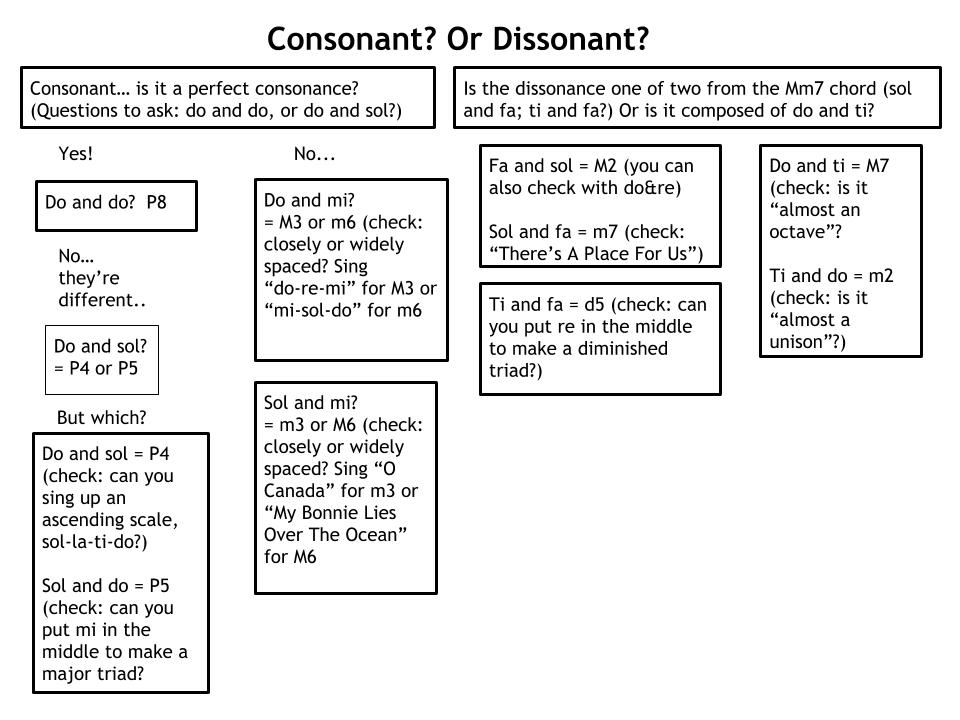 Consonant? Or Dissonant?
Consonant… is it a perfect consonance?
(Questions to ask: do and do, or do and sol?)
Is the dissonance one of two from the Mm7 chord (sol
and fa; ti and fa?) Or is it composed of do and ti?
Yes!
Do and do?  P8
No…
they’re
different..
Do and sol?
= P4 or P5
But which?
Do and sol = P4
(check: can you
sing up an
ascending scale,
sol-la-ti-do?)
Sol and do = P5
(check: can you
put mi in the
middle to make a
major triad?
No...
Do and mi?
= M3 or m6 (check:
closely or widely
spaced? Sing
“do-re-mi” for M3 or
“mi-sol-do” for m6
Sol and mi?
= m3 or M6 (check:
closely or widely
spaced? Sing “O
Canada” for m3 or
“My Bonnie Lies
Over The Ocean”
for M6
Fa and sol = M2 (you can
also check with do&re)
Sol and fa = m7 (check:
“There’s A Place For Us”)
Ti and fa = d5 (check: can
you put re in the middle
to make a diminished
triad?)
Do and ti = M7
(check: is it
“almost an
octave”?
Ti and do = m2
(check: is it
“almost a
unison”?)